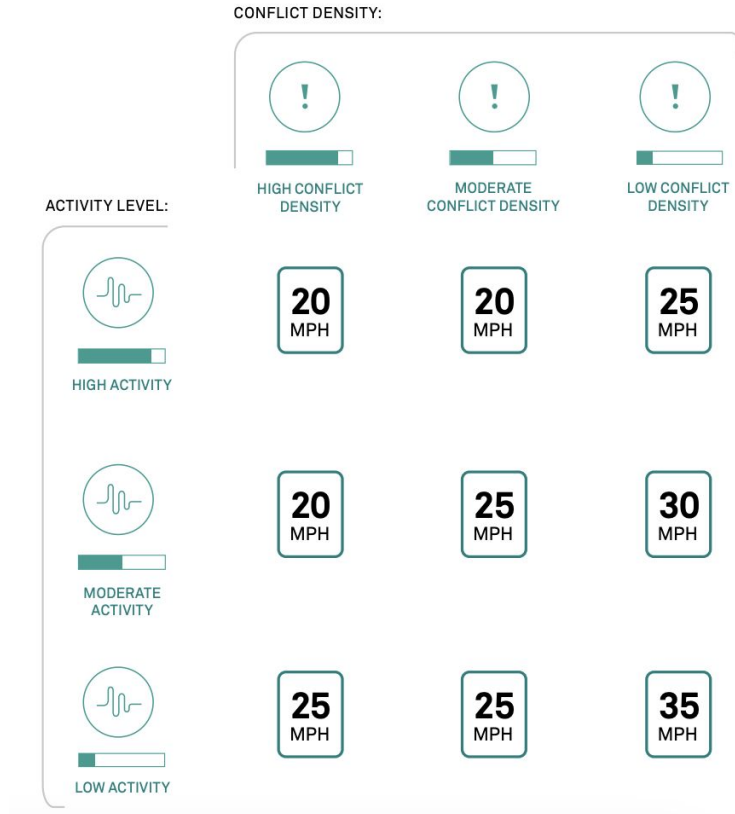 CONFLICT DENSITY:
!
!
!
HIGH CONFLICT
DENSITY
MODERATE
CONFLICT DENSITY
LOW CONFLICT
DENSITY
ACTIVITY LEVEL:
HIGH ACTIVITY
20
MPH
20
MPH
25
MPH
MODERATE
ACTIVITY
20
MPH
25
MPH
30
MPH
LOW ACTIVITY
25
MPH
25
MPH
35
MPH